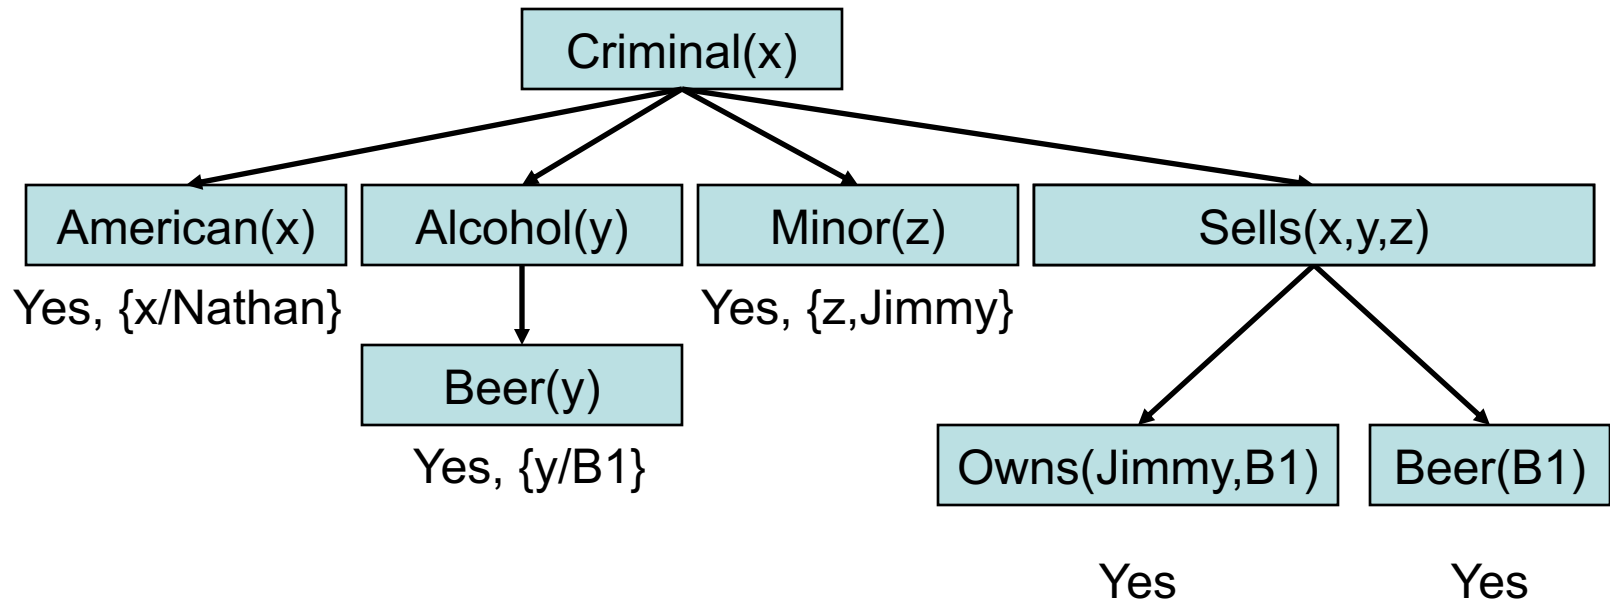 Criminal(x)
American(x)
Alcohol(y)
Minor(z)
Sells(x,y,z)
Yes, {x/Nathan}
Yes, {z,Jimmy}
Beer(y)
Yes, {y/B1}
Owns(Jimmy,B1)
Beer(B1)
Yes
Yes